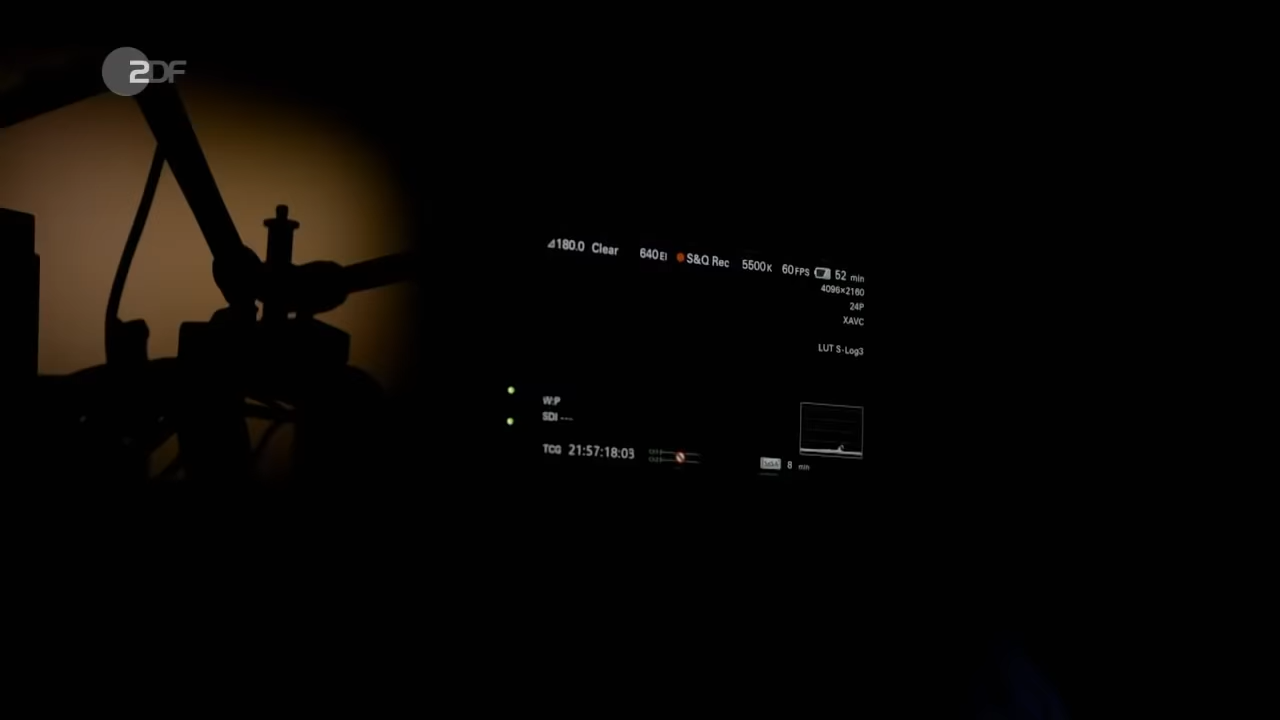 2DF
180.0 Clear 640EI S&Q Rec 5500K 60FPS 52 min
4096×2160
24P
XAVC
LUT S-Log3
W:P
SDI ---
TCG 21:57:18:03
8 min